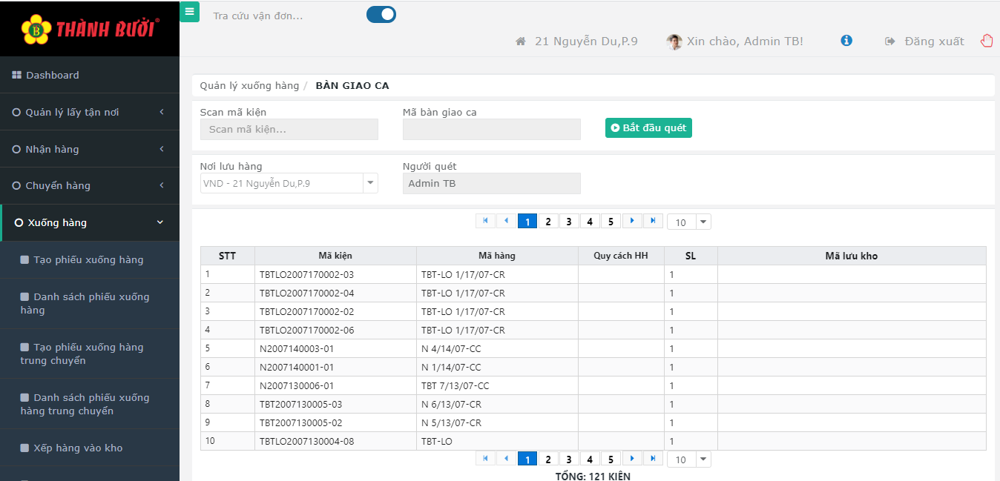 THÀNH BƯỞI®
B
Tra cứu vận đơn...
21 Nguyễn Du,P.9
Xin chào, Admin TB!
Đăng xuất
Dashboard
Quản lý lấy tận nơi
Nhận hàng
Chuyển hàng
Xuống hàng
Tạo phiếu xuống hàng
Danh sách phiếu xuống
hàng
Tạo phiếu xuống hàng
trung chuyển
Danh sách phiếu xuống
hàng trung chuyển
Xếp hàng vào kho
Quản lý xuống hàng / BÀN GIAO CA
Scan mã kiện Mã bàn giao ca
Scan mã kiện... Bắt đầu quét
Nơi lưu hàng Người quét
VND - 21 Nguyễn Du,P.9 Admin TB
1 2 3 4 5 10
STT Mã kiện Mã hàng Quy cách HH SL Mã lưu kho
1 TBTLO2007170002-03 TBT-LO 1/17/07-CR 1
2 TBTLO2007170002-04 TBT-LO 1/17/07-CR 1
3 TBTLO2007170002-02 TBT-LO 1/17/07-CR 1
4 TBTLO2007170002-06 TBT-LO 1/17/07-CR 1
5 N2007140003-01 N 4/14/07-CC 1
6 N2007140001-01 N 1/14/07-CC 1
7 N2007130006-01 TBT 7/13/07-CC 1
8 TBT2007130005-03 N 6/13/07-CR 1
9 TBT2007130005-02 N 5/13/07-CR 1
10 TBTLO2007130004-08 TBT-LO 1
1 2 3 4 5 10
TỔNG: 121 KIỆN